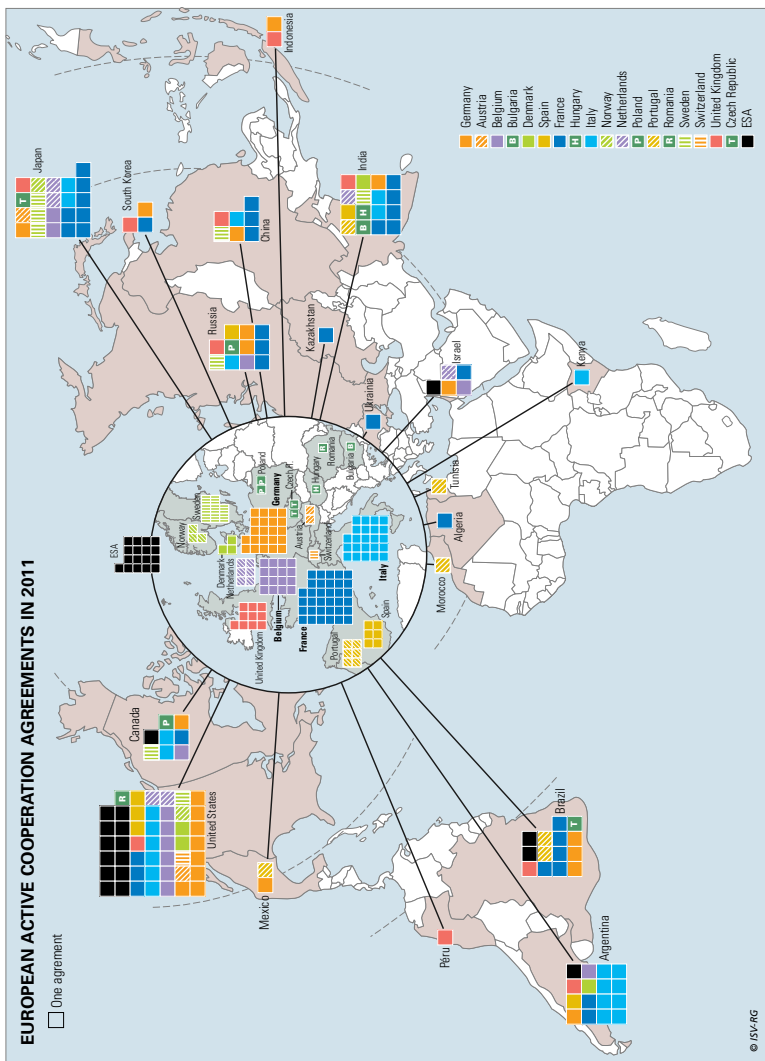 EUROPEAN ACTIVE COOPERATION AGREEMENTS IN 2011
One agrement
Canada
P
R
United States
Mexico
Péru
Brazil
T
Argentina
ESA
Norway
Sweden
Denmark
Netherlands
United Kingdom
Belgium
France
Portugal
Spain
Germany
P P Poland
T T Czech R.
Austria
Switzerland
H Hungary
R Romania
Bulgaria B
Italy
Morocco
Algeria
Tunisia
Kenya
Israel
Ukrainia
Kazakhstan
Russia
P
China
India
B H
South Korea
Japan
T
Indonesia
Germany
Austria
Belgium
B Bulgaria
Denmark
Spain
France
H Hungary
Italy
Norway
Netherlands
P Poland
Portugal
R Romania
Sweden
Switzerland
United Kingdom
T Czech Republic
ESA
© ISV-RG